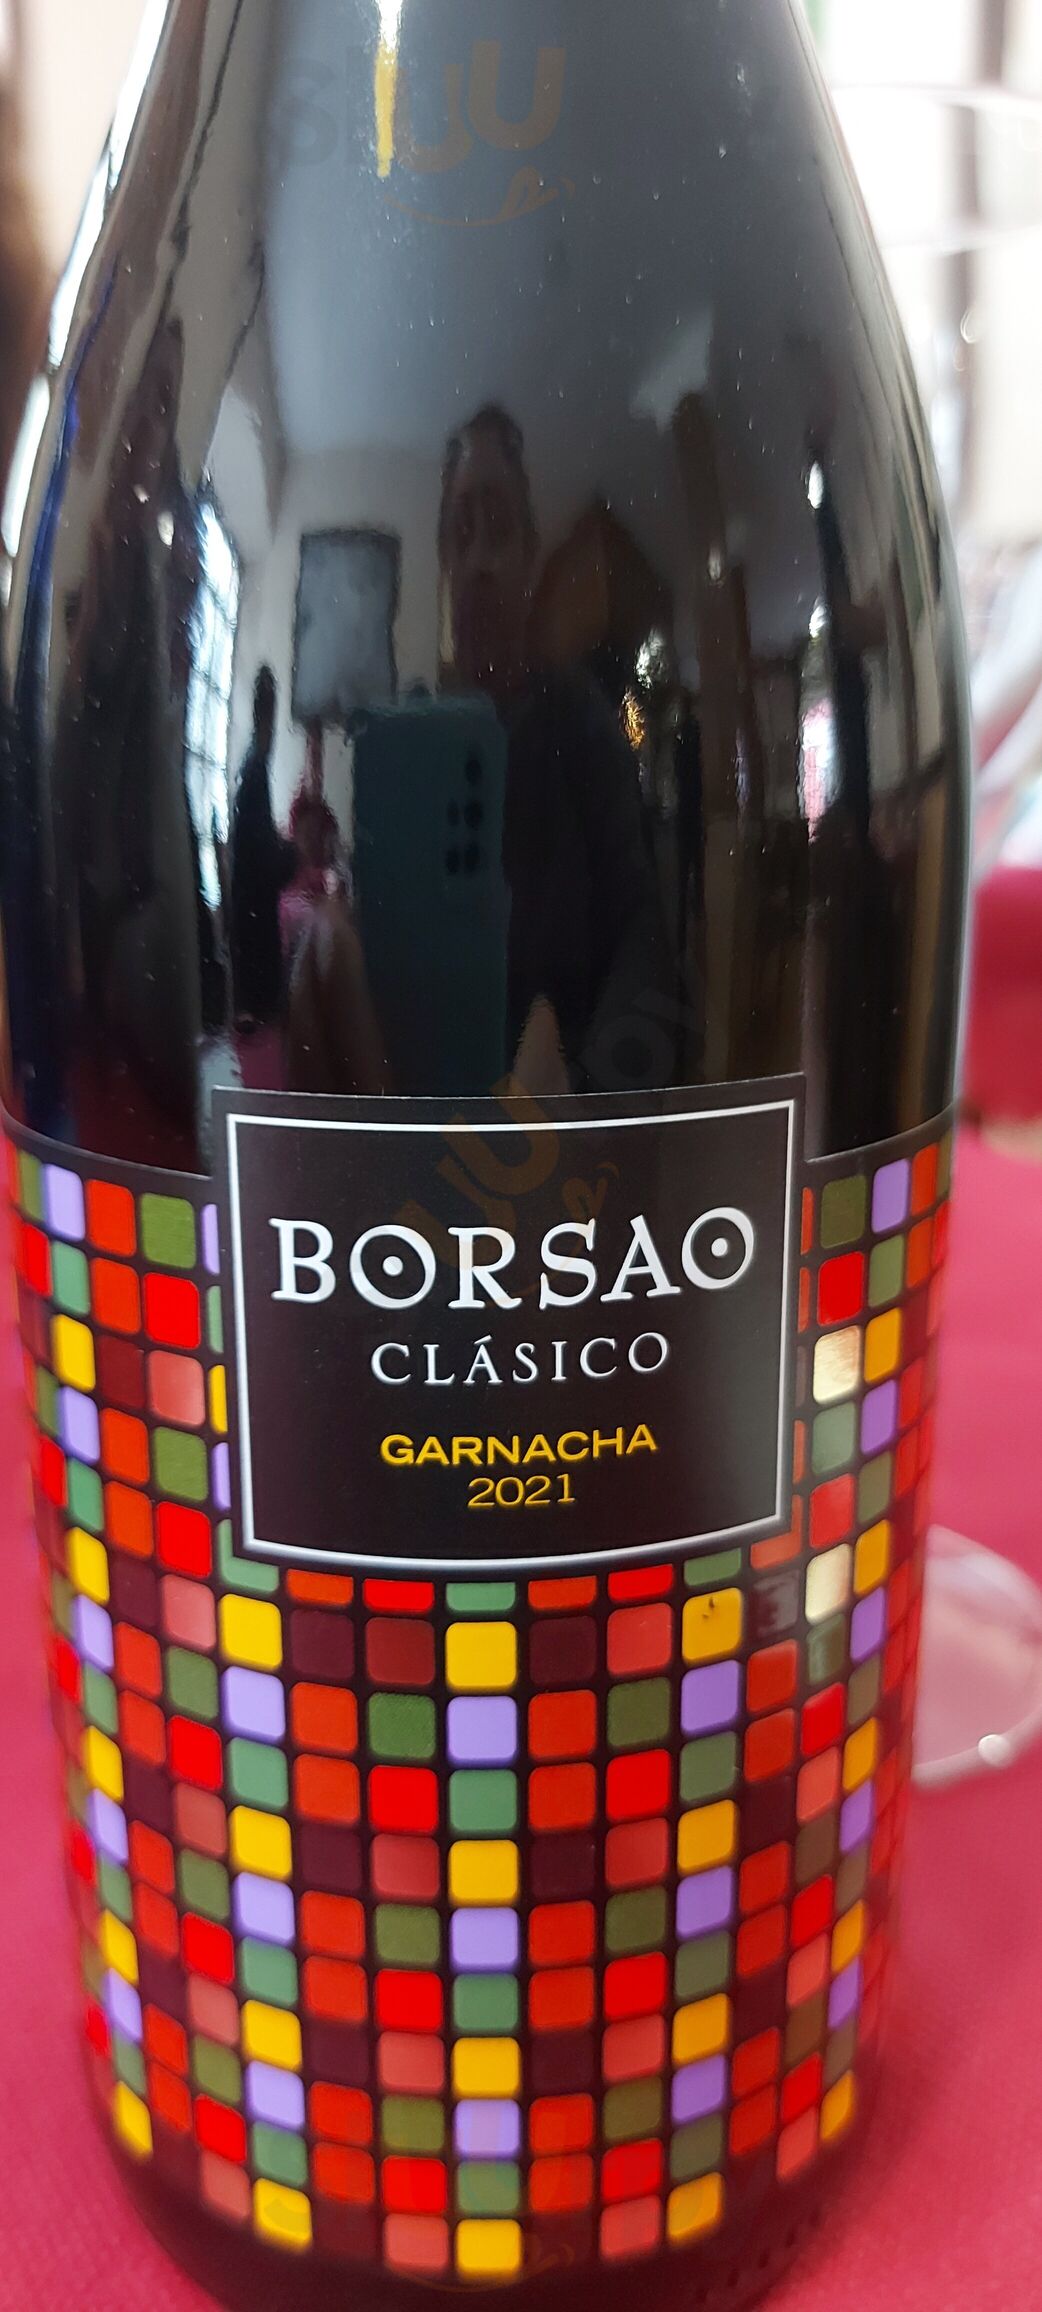 BORSAO
CLÁSICO
GARNACHA
2021